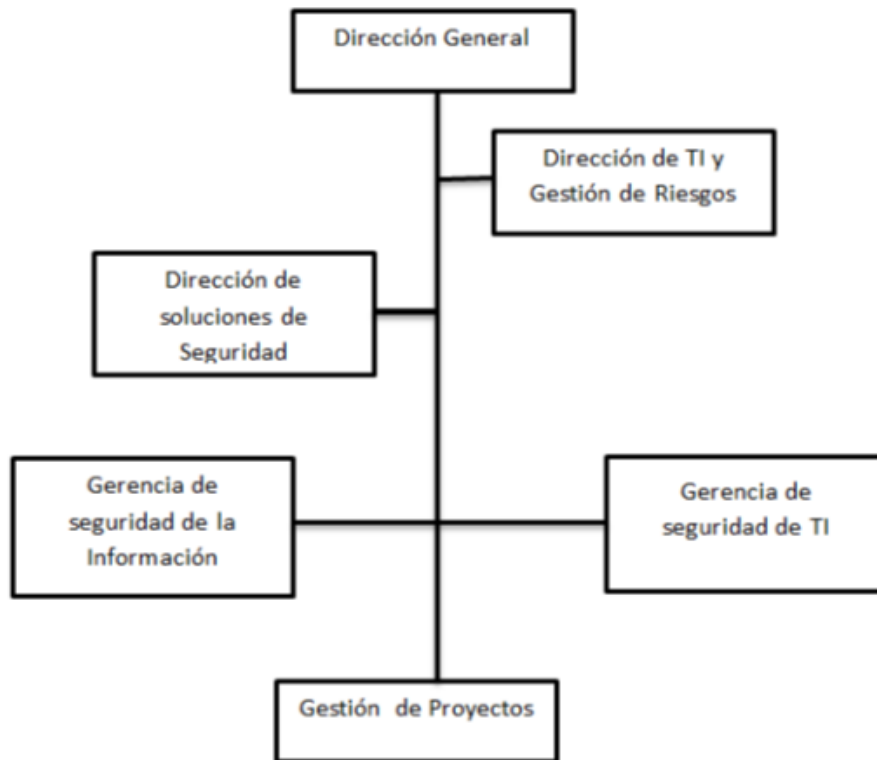 Dirección General
Dirección de TI y
Gestión de Riesgos
Dirección de
soluciones de
Seguridad
Gerencia de
seguridad de la
Información
Gerencia de
seguridad de TI
Gestión de Proyectos